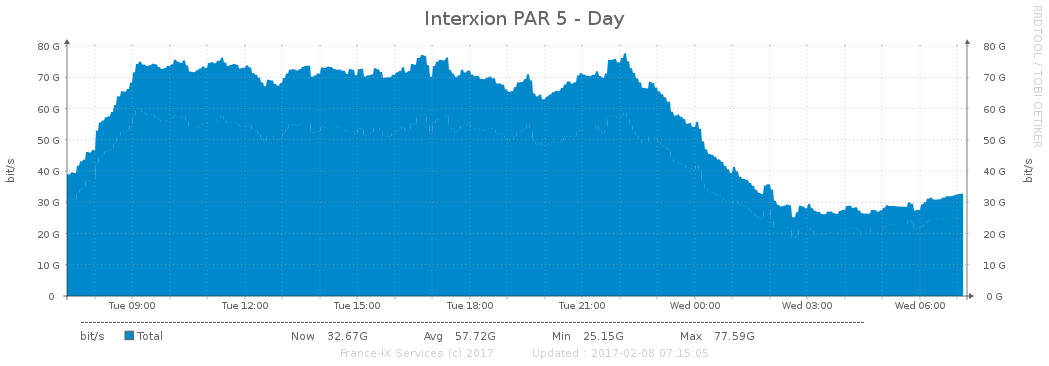 Interxion PAR 5 - Day
RRDTOOL / TOBI OETIKER
80 G 80 G
70 G 70 G
60 G 60 G
50 G 50 G
40 G 40 G
30 G 30 G
20 G 20 G
10 G 10 G
0 0 G
bit/s bit/s
Tue 09:00 Tue 12:00 Tue 15:00 Tue 18:00 Tue 21:00 Wed 00:00 Wed 03:00 Wed 06:00
bit/s Total Now 32.67G Avg 57.72G Min 25.15G Max 77.59G
France-IX Services (c) 2017 Updated : 2017-02-08 07:15:05